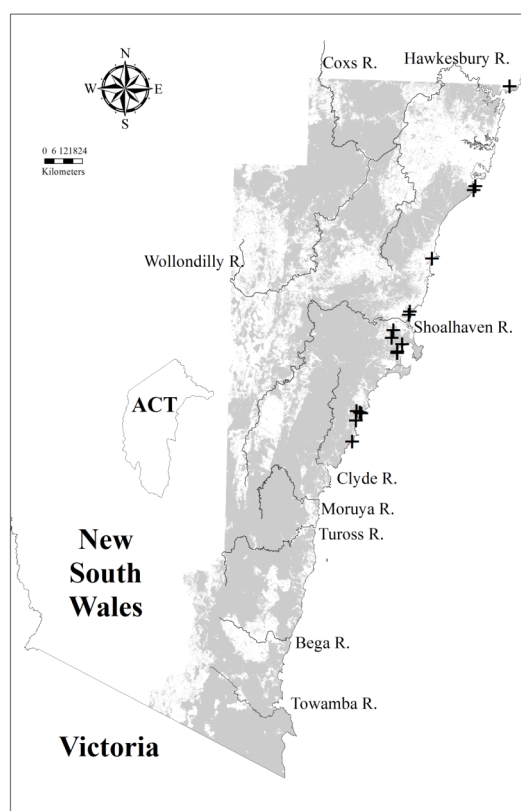 Coxs R.
Hawkesbury R.
N
W E
S
0 6 121824
Kilometers
Wollondilly R.
Shoalhaven R.
ACT
Clyde R.
Moruya R.
Tuross R.
New
South
Wales
Bega R.
Towamba R.
Victoria